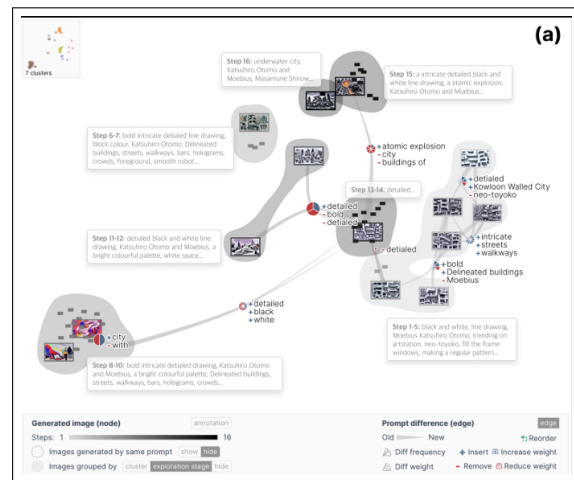 (a)
7 clusters
Step 16: underwater city,
Katsuhiro Otomo and
Moebius, Masamune Shirow...
Step 15: a intricate detailed black and
white line drawing, a atomic explosion,
Katsuhiro Otomo and Moebius...
Step 6-7: bold intricate detialed line drawing,
block colour, Katsuhiro Otomo, Delineated
buildings, streets, walkways, bars, holograms,
crowds, foreground, smooth robot...
+atomic explosion
-city
-buildings of
+detialed
+Kowloon Walled City
-neo-toyoko
Step 13-14: detailed...
+detailed
-bold
-detialed
+intricate
+streets
+walkways
Step 11-12: detialed black and white line
drawing, Katsuhiro Otomo and Moebius, a
bright colourful palette, white space...
-detialed
+bold
+Delineated buildings
-Moebius
+detailed
+black
+white
Step 1-5: black and white, line drawing,
Moebius Katsuhiro Otomo, trending on
artstation, neo-toyoko, fill the frame
windows, making a regular pattern...
+city
-with
Step 8-10: bold intricate detialed drawing, Katsuhiro Otomo
and Moebius, a bright colourful palette, Delineated buildings,
streets, walkways, bars, holograms, crowds...
Generated image (node) annotation
Steps: 1 16
Images generated by same prompt show hide
Images grouped by cluster exploration stage hide
Prompt difference (edge) edge
Old New Reorder
Diff frequency + Insert Increase weight
Diff weight - Remove Reduce weight